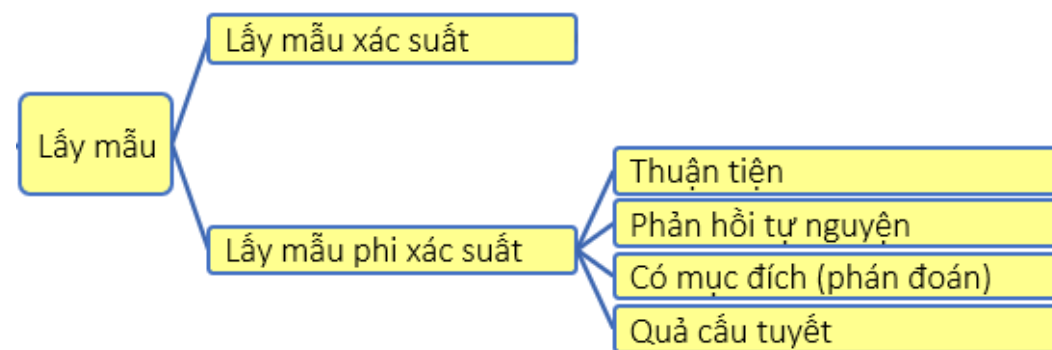 Lấy mẫu xác suất
Lấy mẫu
Thuận tiện
Phản hồi tự nguyện
Lấy mẫu phi xác suất
Có mục đích (phán đoán)
Quả cấu tuyết